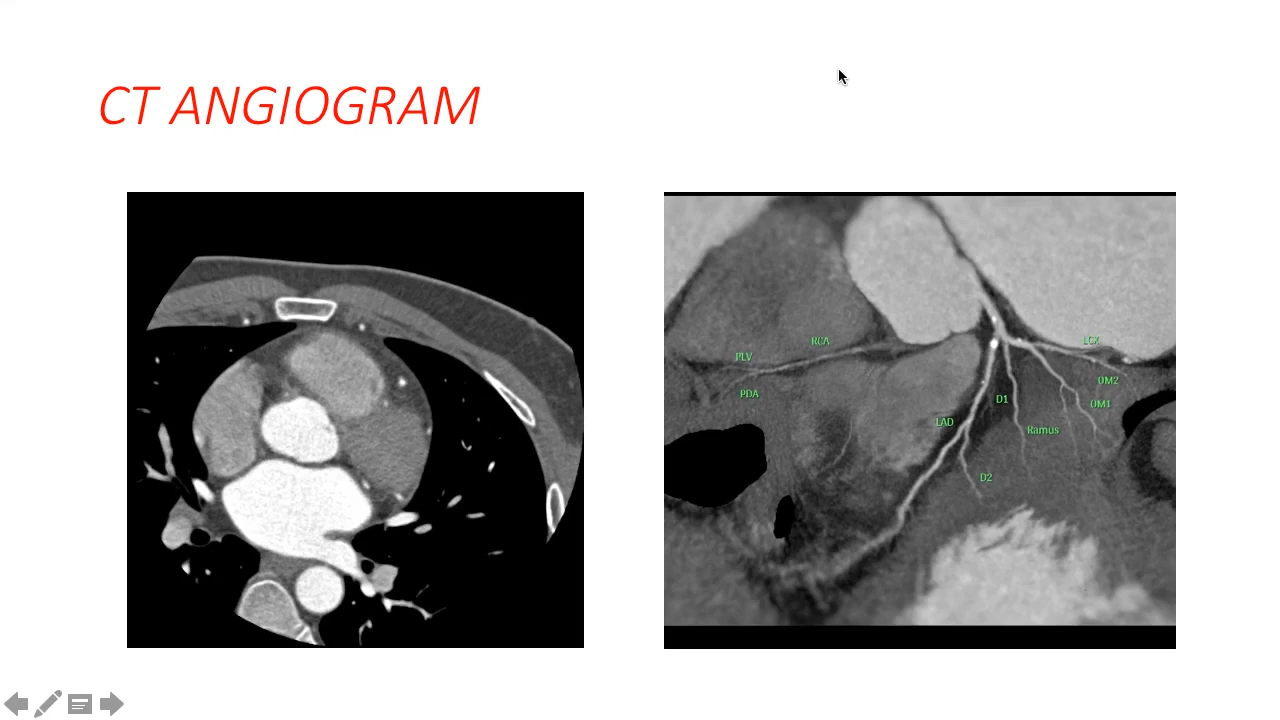 CT ANGIOGRAM
RCA
LCX
PLV
PDA
OM2
D1
OM1
LAD
Ramus
D2